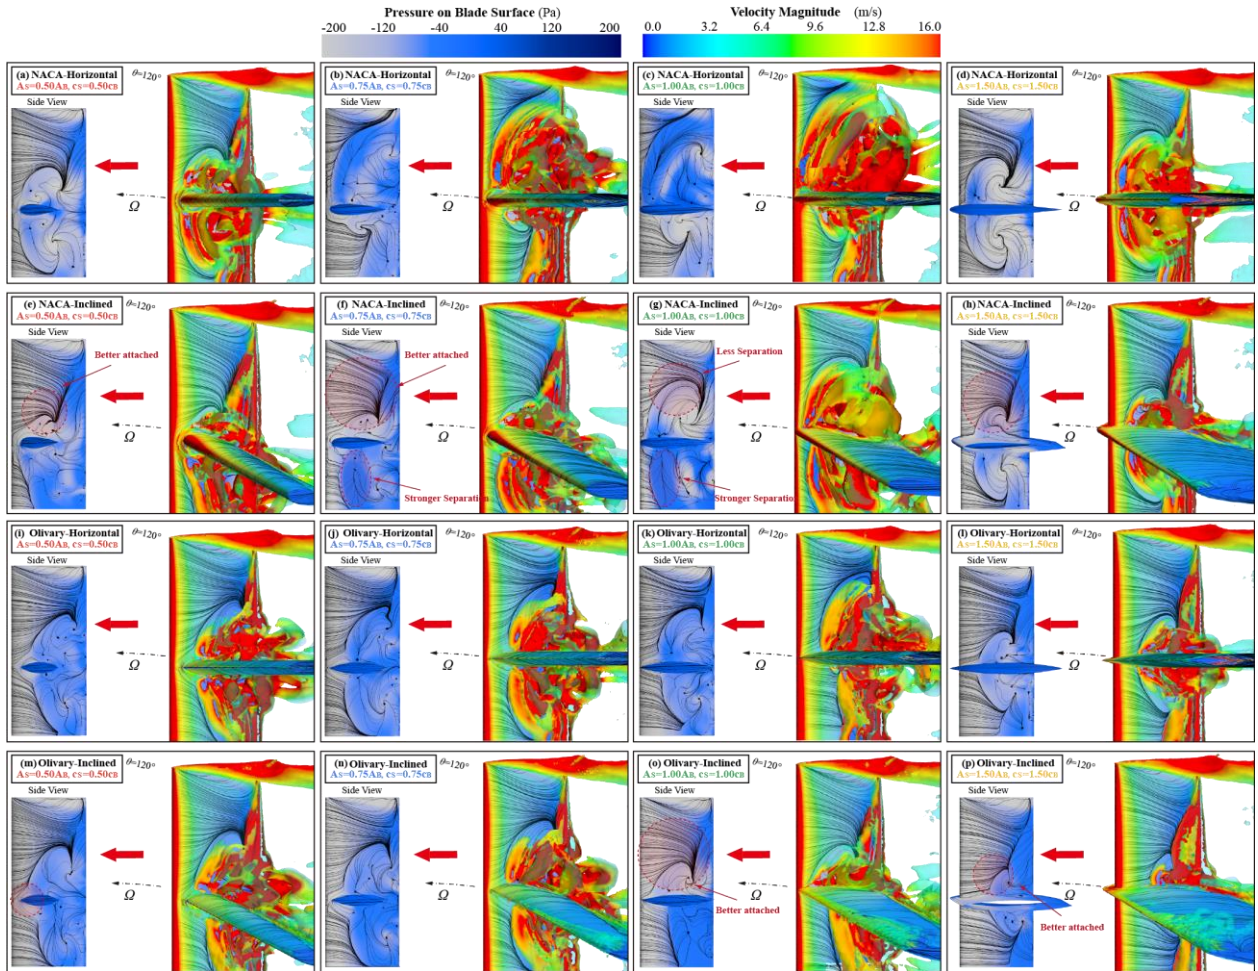 Pressure on Blade Surface (Pa)
-200 -120 -40 40 120 200
Velocity Magnitude (m/s)
0.0 3.2 6.4 9.6 12.8 16.0
(a) NACA-Horizontal
AS=0.50AB, cS=0.50cB
θ=120°
Side View
Ω
(b) NACA-Horizontal
AS=0.75AB, cS=0.75cB
θ=120°
Side View
Ω
(c) NACA-Horizontal
AS=1.00AB, cS=1.00cB
θ=120°
Side View
Ω
(d) NACA-Horizontal
AS=1.50AB, cS=1.50cB
θ=120°
Side View
Ω
(e) NACA-Inclined
AS=0.50AB, cS=0.50cB
θ=120°
Side View
Better attached
Ω
(f) NACA-Inclined
AS=0.75AB, cS=0.75cB
θ=120°
Side View
Better attached
Ω
Stronger Separation
(g) NACA-Inclined
AS=1.00AB, cS=1.00cB
θ=120°
Side View
Less Separation
Ω
Stronger Separation
(h) NACA-Inclined
AS=1.50AB, cS=1.50cB
θ=120°
Side View
Ω
(i) Olivary-Horizontal
AS=0.50AB, cS=0.50cB
θ=120°
Side View
Ω
(j) Olivary-Horizontal
AS=0.75AB, cS=0.75cB
θ=120°
Side View
Ω
(k) Olivary-Horizontal
AS=1.00AB, cS=1.00cB
θ=120°
Side View
Ω
(l) Olivary-Horizontal
AS=1.50AB, cS=1.50cB
θ=120°
Side View
Ω
(m) Olivary-Inclined
AS=0.50AB, cS=0.50cB
θ=120°
Side View
Ω
(n) Olivary-Inclined
AS=0.75AB, cS=0.75cB
θ=120°
Side View
Ω
(o) Olivary-Inclined
AS=1.00AB, cS=1.00cB
θ=120°
Side View
Ω
Better attached
(p) Olivary-Inclined
AS=1.50AB, cS=1.50cB
θ=120°
Side View
Ω
Better attached